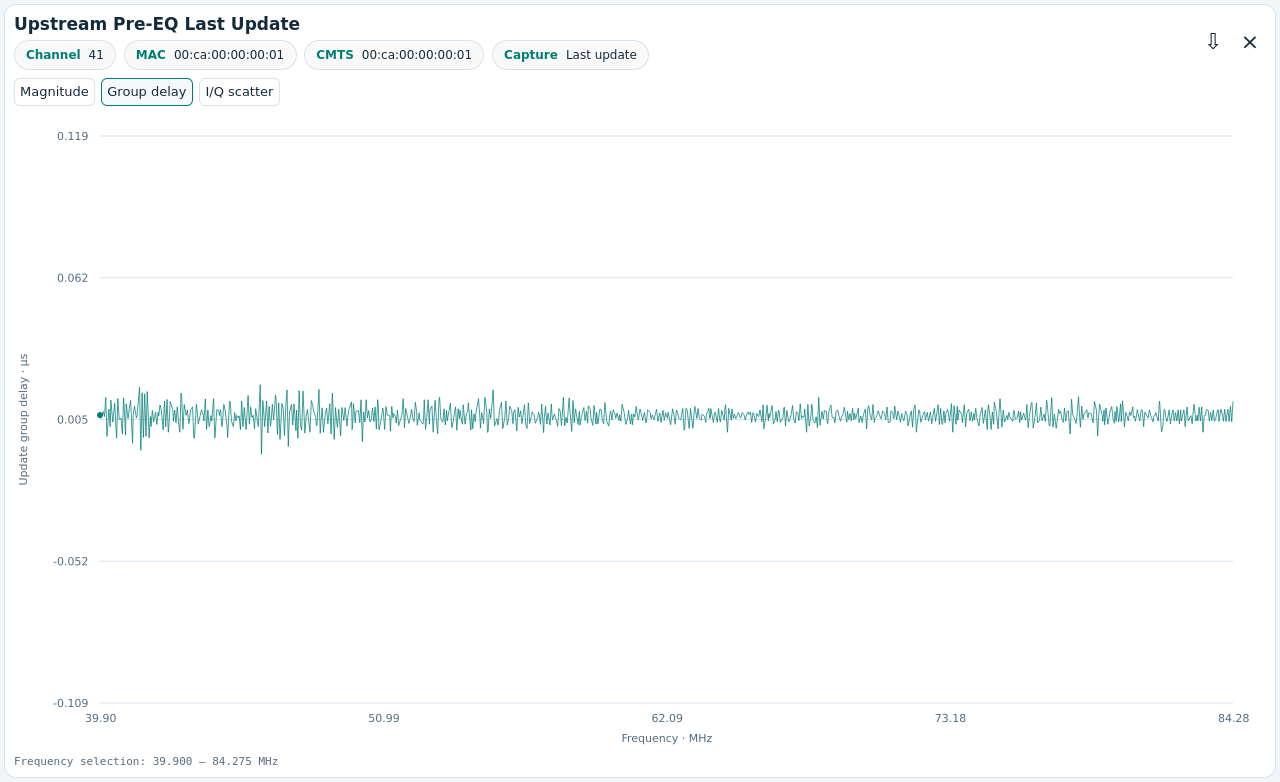 Upstream Pre-EQ Last Update
Channel 41 MAC 00:ca:00:00:00:01 CMTS 00:ca:00:00:00:01 Capture Last update
⇩ ✕
Magnitude Group delay I/Q scatter
0.119
0.062
0.005
-0.052
-0.109
Update group delay · µs
39.90 50.99 62.09 73.18 84.28
Frequency · MHz
Frequency selection: 39.900 – 84.275 MHz